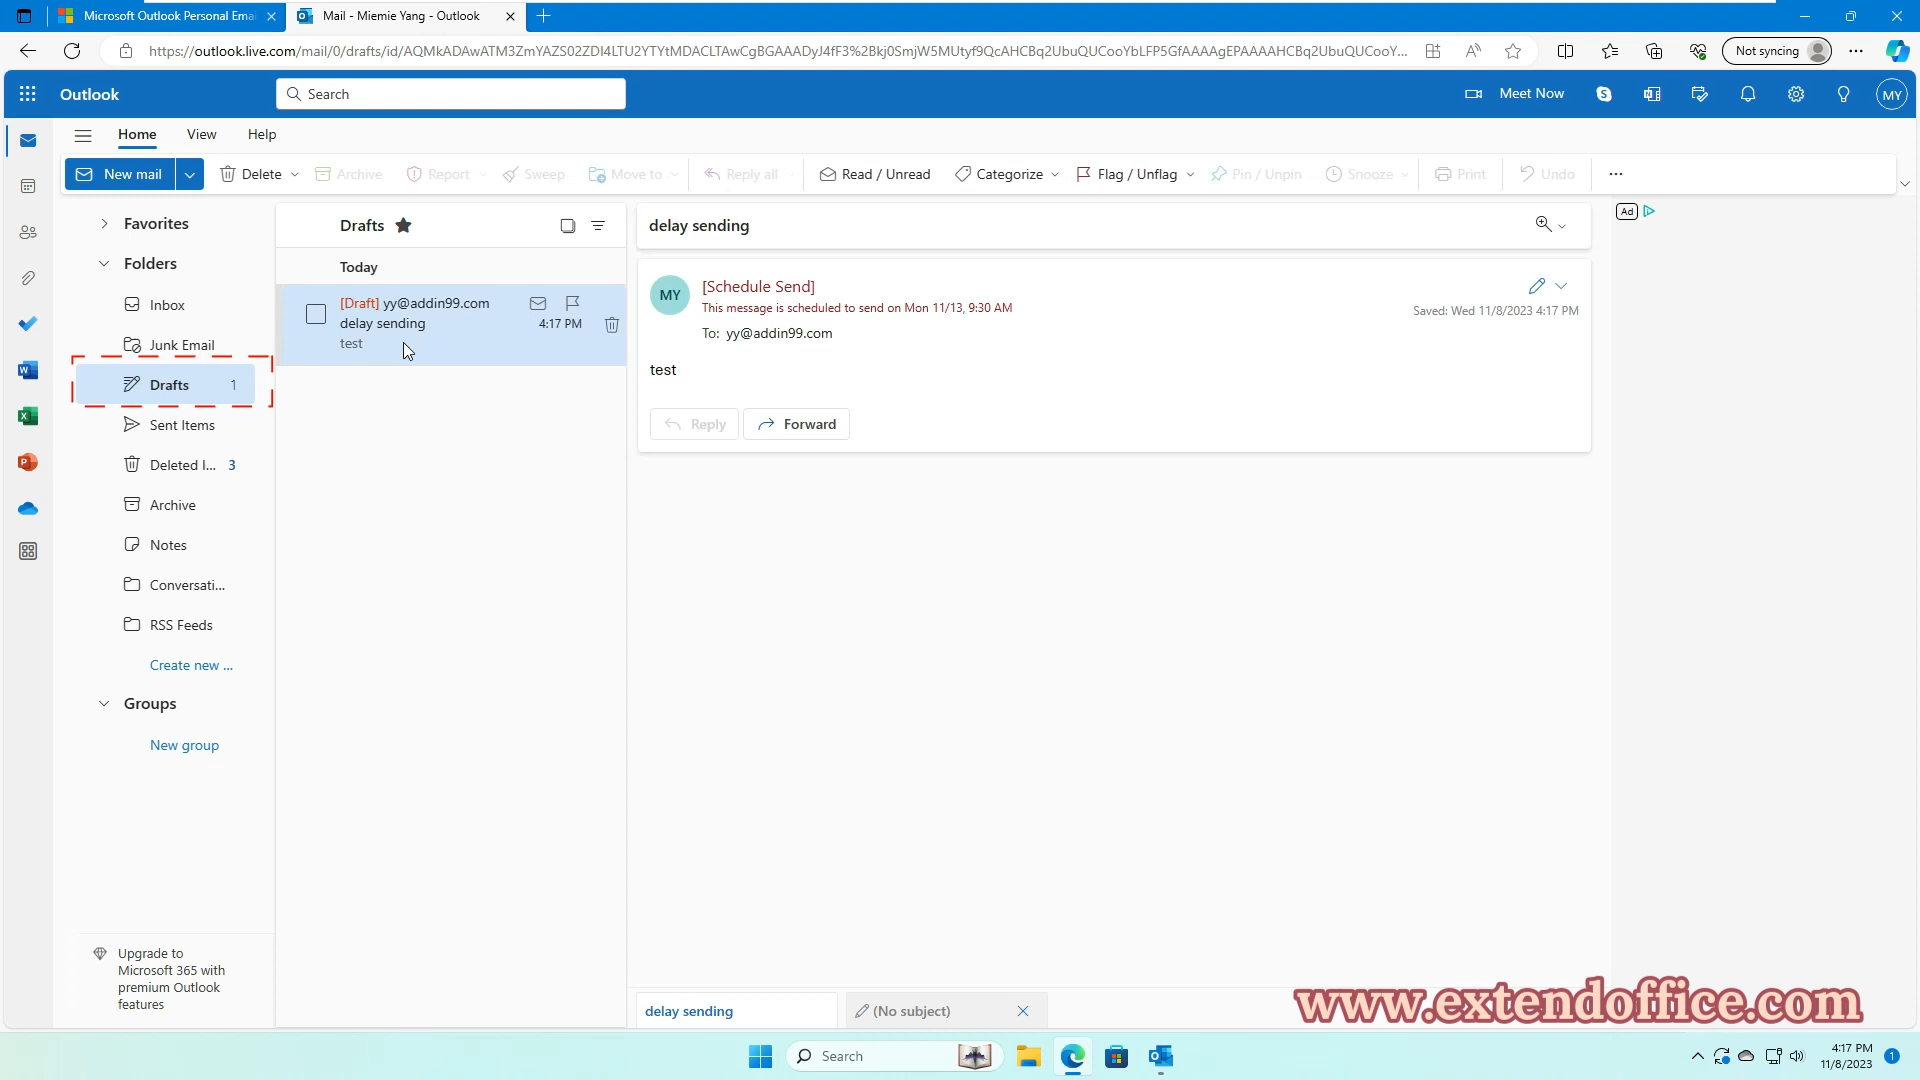 Microsoft Outlook Personal Emai
Mail - Miemie Yang - Outlook
https://outlook.live.com/mail/0/drafts/id/
Not syncing
Outlook
Search
Meet Now
MY
Home
View
Help
New mail
Delete
Archive
Report
Sweep
Move to
Reply all
Read / Unread
Categorize
Flag / Unflag
Pin / Unpin
Snooze
Print
Undo
Favorites
Folders
Inbox
Junk Email
Drafts 1
Sent Items
Deleted I... 3
Archive
Notes
Conversati...
RSS Feeds
Create new ...
Groups
New group
Upgrade to
Microsoft 365 with
premium Outlook
features
Drafts
Today
[Draft] yy@addin99.com
delay sending
4:17 PM
test
delay sending
MY
[Schedule Send]
This message is scheduled to send on Mon 11/13, 9:30 AM
Saved: Wed 11/8/2023 4:17 PM
To: yy@addin99.com
test
Reply
Forward
Ad
delay sending
(No subject)
www.extendoffice.com
Search
4:17 PM
11/8/2023
1